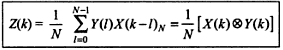 Z(k) = 1/N ∑_{l=0}^{N-1} Y(l) X(k-l)_N = 1/N [X(k)⊗Y(k)]